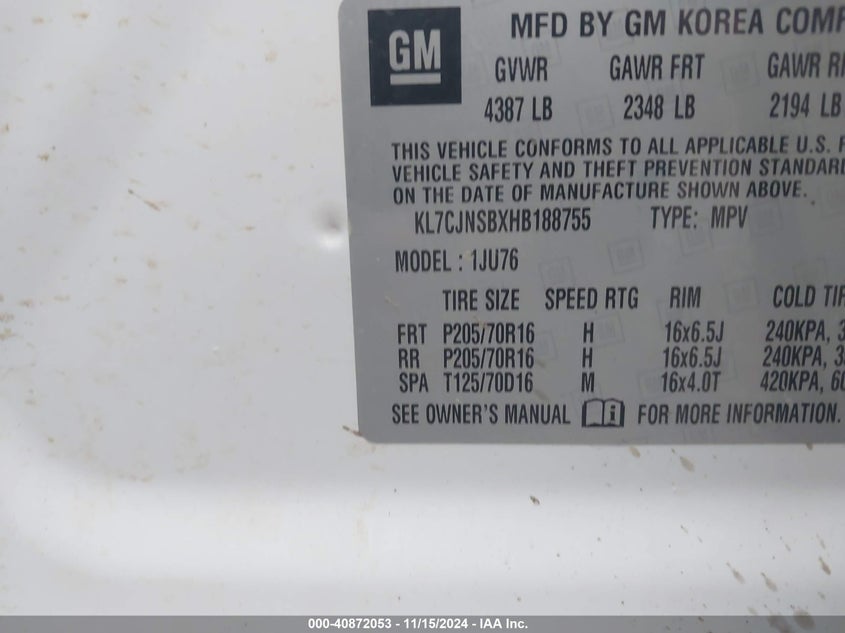 GM
MFD BY GM KOREA COMP
GVWR GAWR FRT GAWR R
4387 LB 2348 LB 2194 LB
THIS VEHICLE CONFORMS TO ALL APPLICABLE U.S. F
VEHICLE SAFETY AND THEFT PREVENTION STANDAR
ON THE DATE OF MANUFACTURE SHOWN ABOVE.
KL7CJNSBXHB188755 TYPE: MPV
MODEL : 1JU76
TIRE SIZE SPEED RTG RIM COLD TIR
FRT P205/70R16 H 16x6.5J 240KPA, 3
RR P205/70R16 H 16x6.5J 240KPA, 3
SPA T125/70D16 M 16x4.0T 420KPA, 60
SEE OWNER'S MANUAL i FOR MORE INFORMATION.
000-40872053 - 11/15/2024 - IAA Inc.